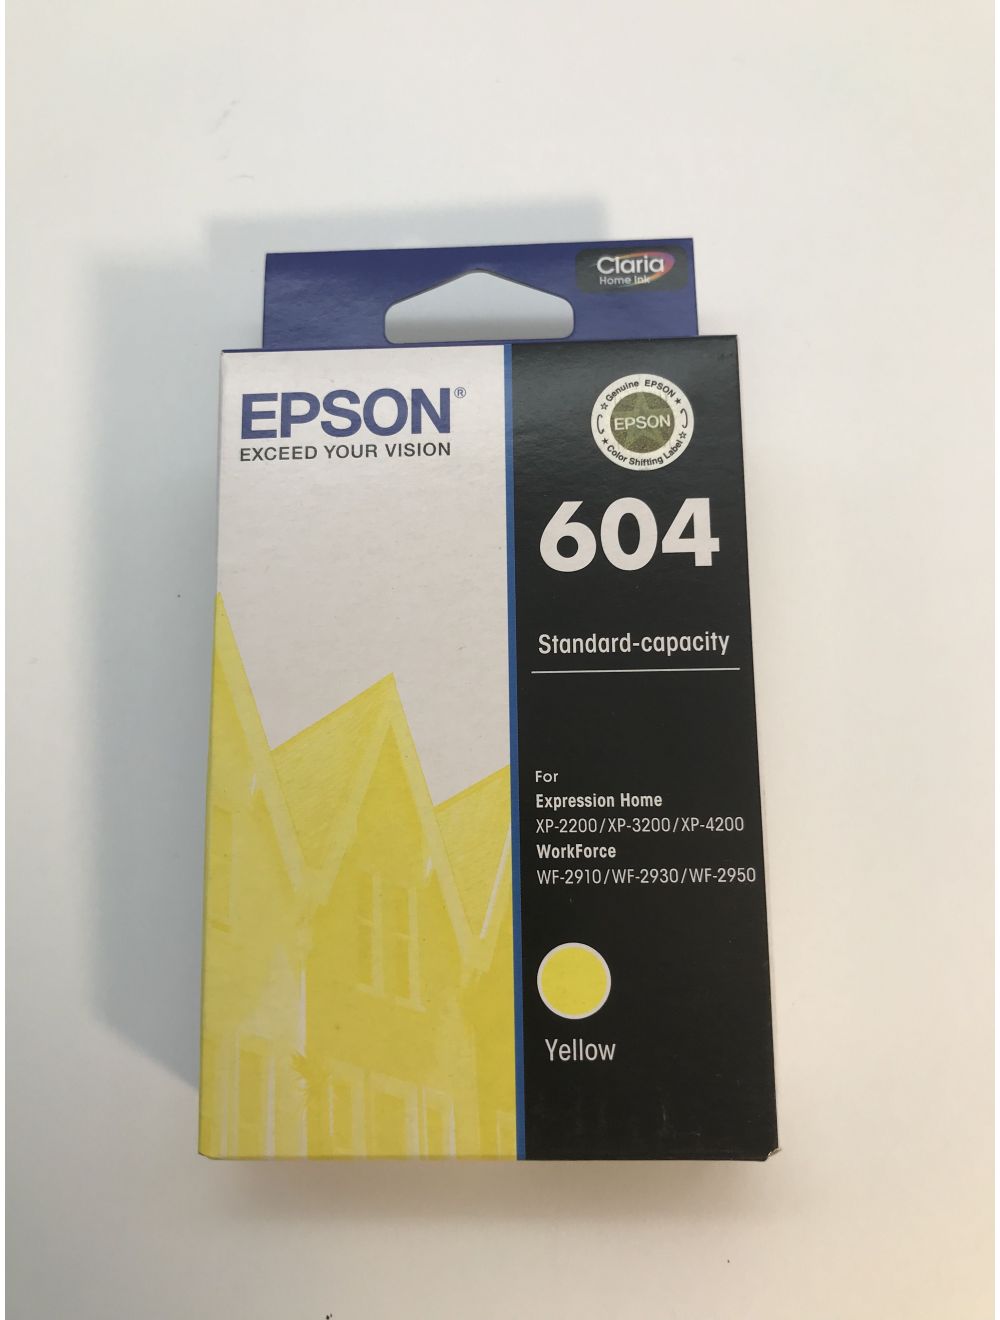 Claria
Home Ink
EPSON®
EXCEED YOUR VISION
★ Genuine EPSON ★
EPSON
★ Color Shifting Label ★
604
Standard-capacity
For
Expression Home
XP-2200/XP-3200/XP-4200
WorkForce
WF-2910/WF-2930/WF-2950
Yellow